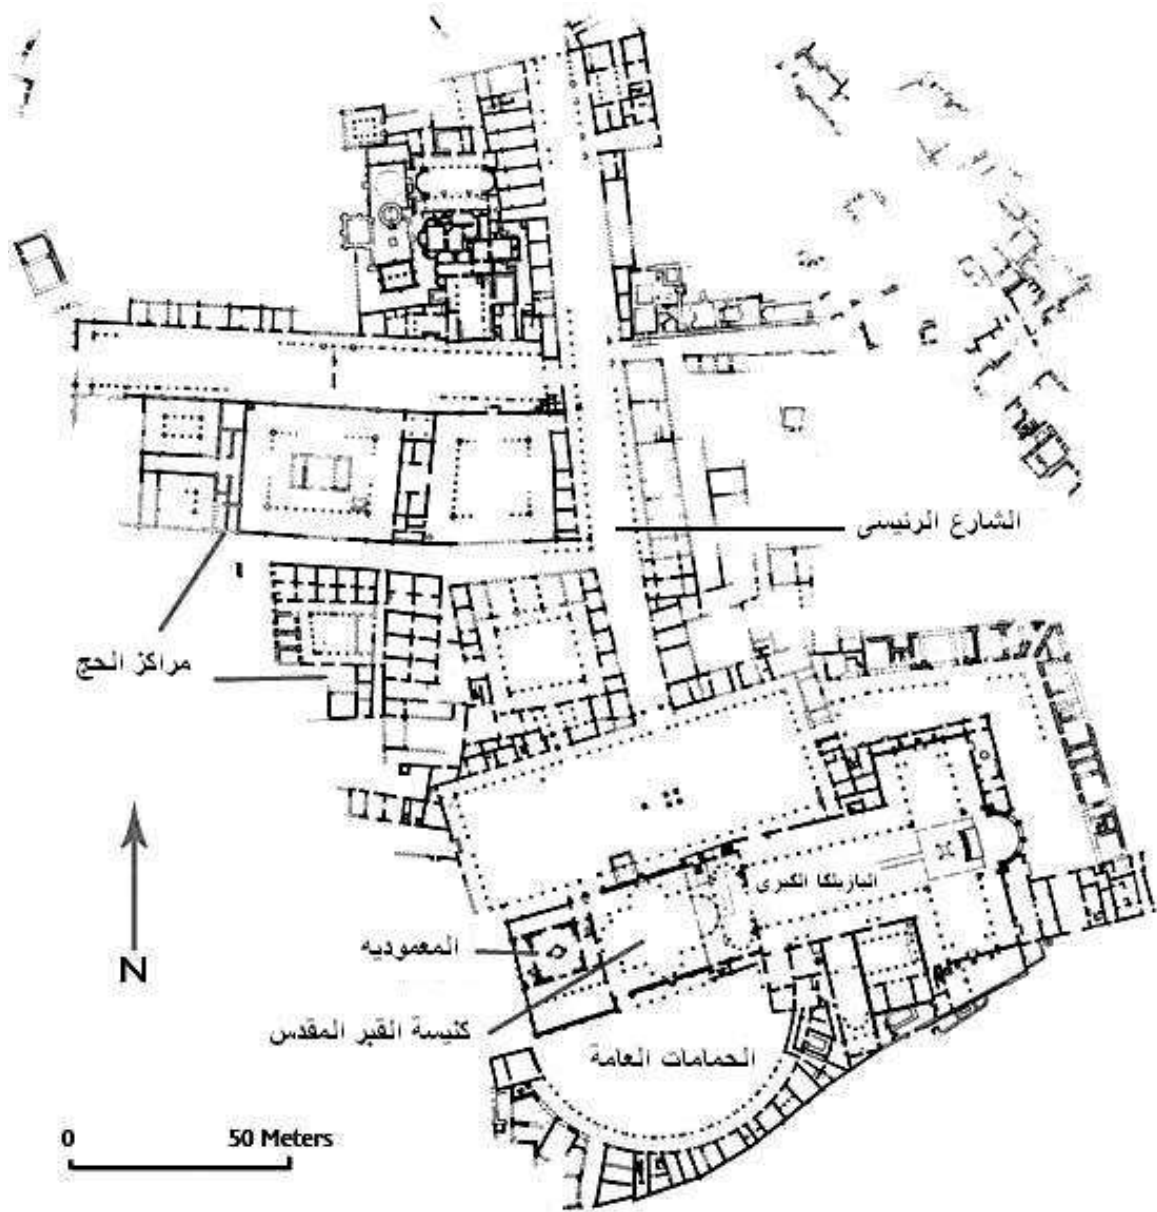 الشارع الرئيسى
مراكز الحج
البازيلكا الكبرى
المعموديه
N
كنيسة القبر المقدس
الحمامات العامة
0 50 Meters